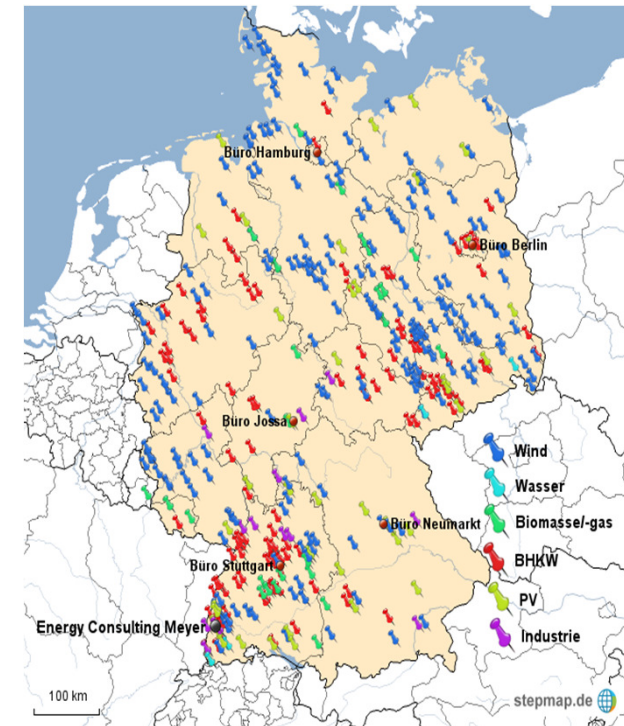 Büro Hamburg
Büro Berlin
Büro Jossa
Büro Neumarkt
Büro Stuttgart
Energy Consulting Meyer
Wind
Wasser
Biomasse/-gas
BHKW
PV
Industrie
100 km
stepmap.de